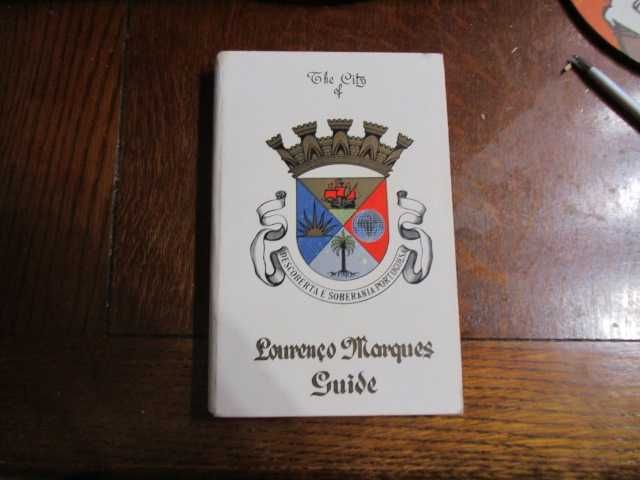 The City
of
DESCOBERTA E SOBERANIA PORTUGUESA
Lourenço Marques
Guide